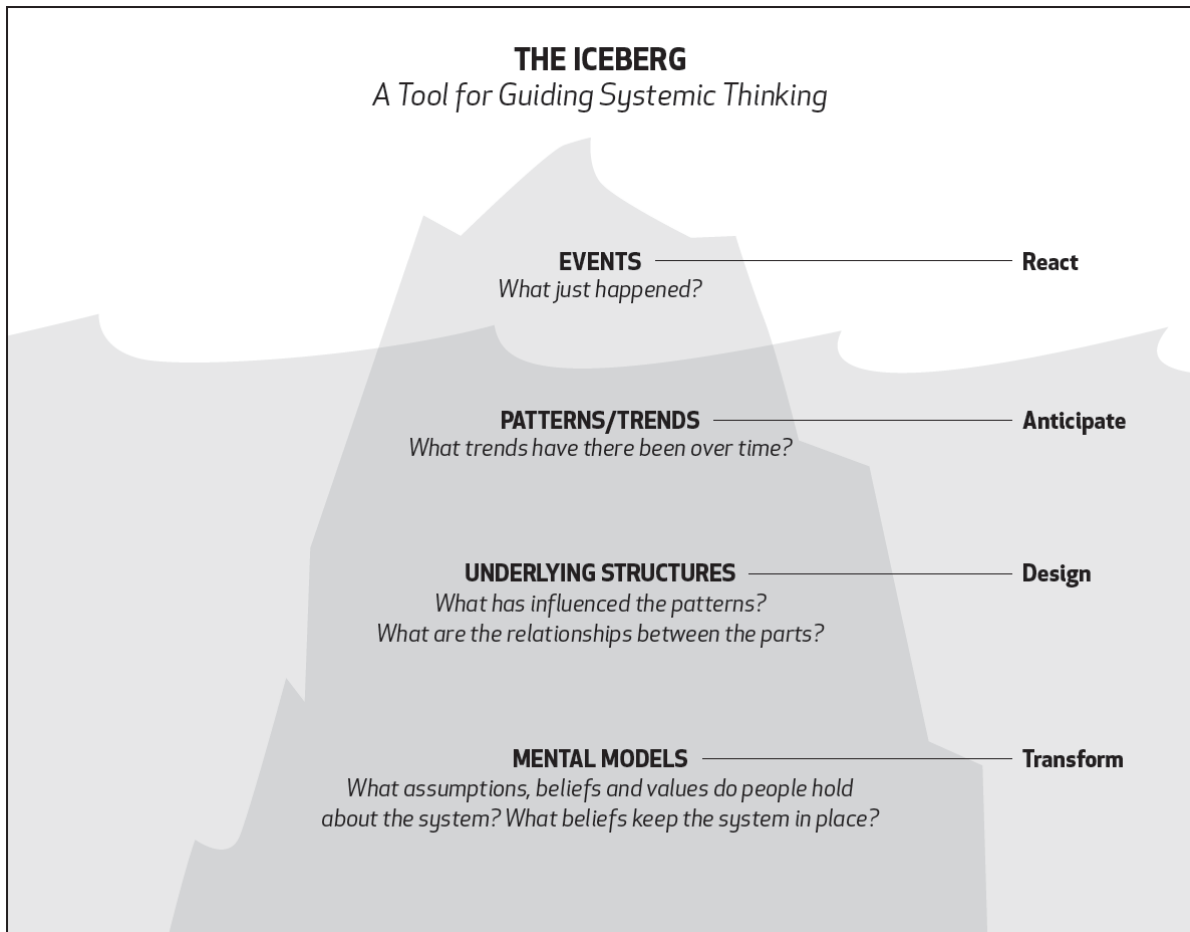 THE ICEBERG
A Tool for Guiding Systemic Thinking
EVENTS
React
What just happened?
PATTERNS/TRENDS
Anticipate
What trends have there been over time?
UNDERLYING STRUCTURES
Design
What has influenced the patterns?
What are the relationships between the parts?
MENTAL MODELS
Transform
What assumptions, beliefs and values do people hold
about the system? What beliefs keep the system in place?